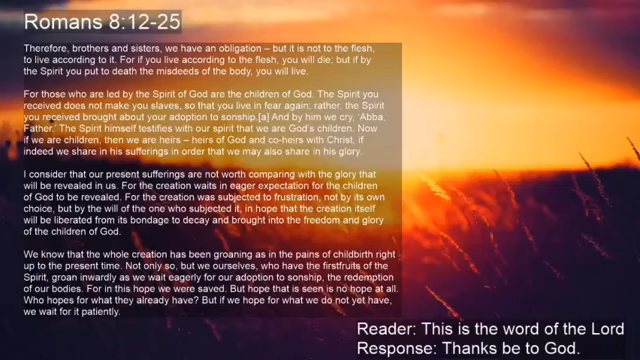 Romans 8:12-25
Therefore, brothers and sisters, we have an obligation – but it is not to the flesh,
to live according to it. For if you live according to the flesh, you will die; but if by
the Spirit you put to death the misdeeds of the body, you will live.
For those who are led by the Spirit of God are the children of God. The Spirit you
received does not make you slaves, so that you live in fear again; rather, the Spirit
you received brought about your adoption to sonship.[a] And by him we cry, ‘Abba,
Father.’ The Spirit himself testifies with our spirit that we are God’s children. Now
if we are children, then we are heirs – heirs of God and co-heirs with Christ, if
indeed we share in his sufferings in order that we may also share in his glory.
I consider that our present sufferings are not worth comparing with the glory that
will be revealed in us. For the creation waits in eager expectation for the children
of God to be revealed. For the creation was subjected to frustration, not by its own
choice, but by the will of the one who subjected it, in hope that the creation itself
will be liberated from its bondage to decay and brought into the freedom and glory
of the children of God.
We know that the whole creation has been groaning as in the pains of childbirth right
up to the present time. Not only so, but we ourselves, who have the firstfruits of the
Spirit, groan inwardly as we wait eagerly for our adoption to sonship, the redemption
of our bodies. For in this hope we were saved. But hope that is seen is no hope at all.
Who hopes for what they already have? But if we hope for what we do not yet have,
we wait for it patiently.
Reader: This is the word of the Lord
Response: Thanks be to God.